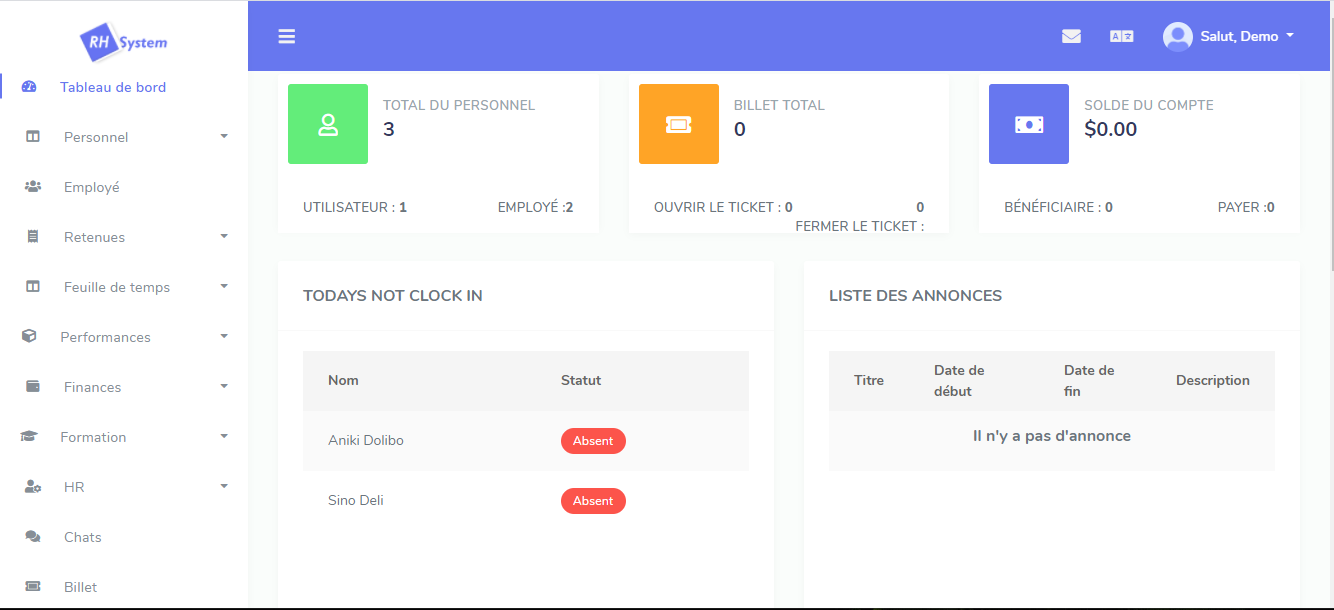 RH System
Salut, Demo
Tableau de bord
Personnel
Employé
Retenues
Feuille de temps
Performances
Finances
Formation
HR
Chats
Billet
TOTAL DU PERSONNEL
3
UTILISATEUR : 1 EMPLOYÉ :2
BILLET TOTAL
0
OUVRIR LE TICKET : 0 0
FERMER LE TICKET :
SOLDE DU COMPTE
$0.00
BÉNÉFICIAIRE : 0 PAYER :0
TODAYS NOT CLOCK IN
Nom Statut
Aniki Dolibo Absent
Sino Deli Absent
LISTE DES ANNONCES
Titre Date de début Date de fin Description
Il n'y a pas d'annonce